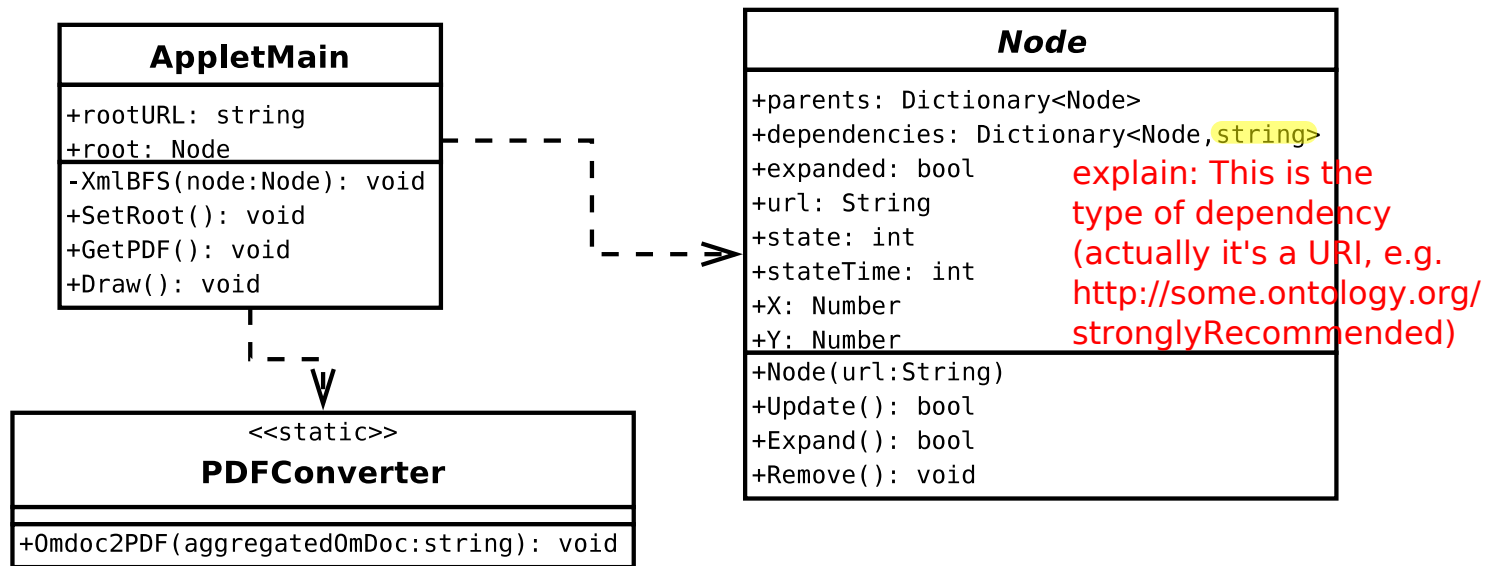 AppletMain
+rootURL: string
+root: Node
-XmlBFS(node:Node): void
+SetRoot(): void
+GetPDF(): void
+Draw(): void
Node
+parents: Dictionary<Node>
+dependencies: Dictionary<Node,string>
+expanded: bool
+url: String
+state: int
+stateTime: int
+X: Number
+Y: Number
explain: This is the
type of dependency
(actually it's a URI, e.g.
http://some.ontology.org/
stronglyRecommended)
+Node(url:String)
+Update(): bool
+Expand(): bool
+Remove(): void
<<static>>
PDFConverter
+Omdoc2PDF(aggregatedOmDoc:string): void